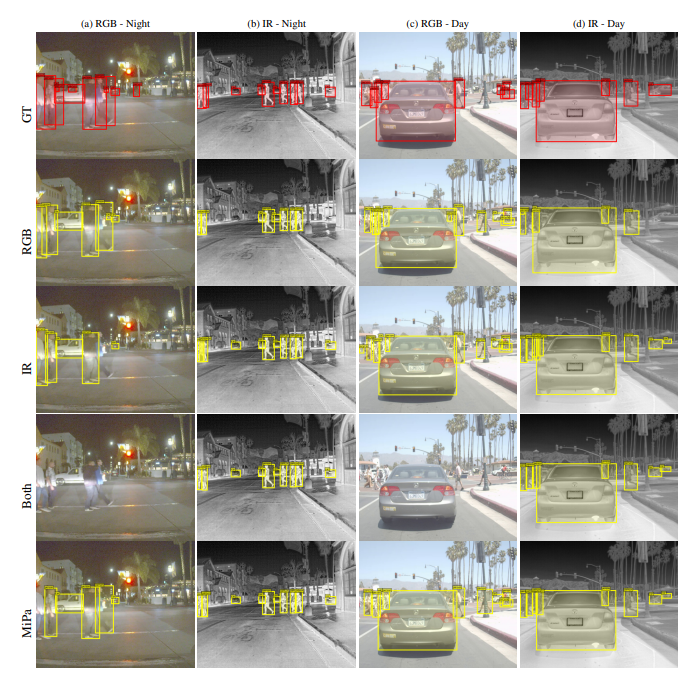 (a) RGB - Night (b) IR - Night (c) RGB - Day (d) IR - Day
GT
RGB
IR
Both
MiPa